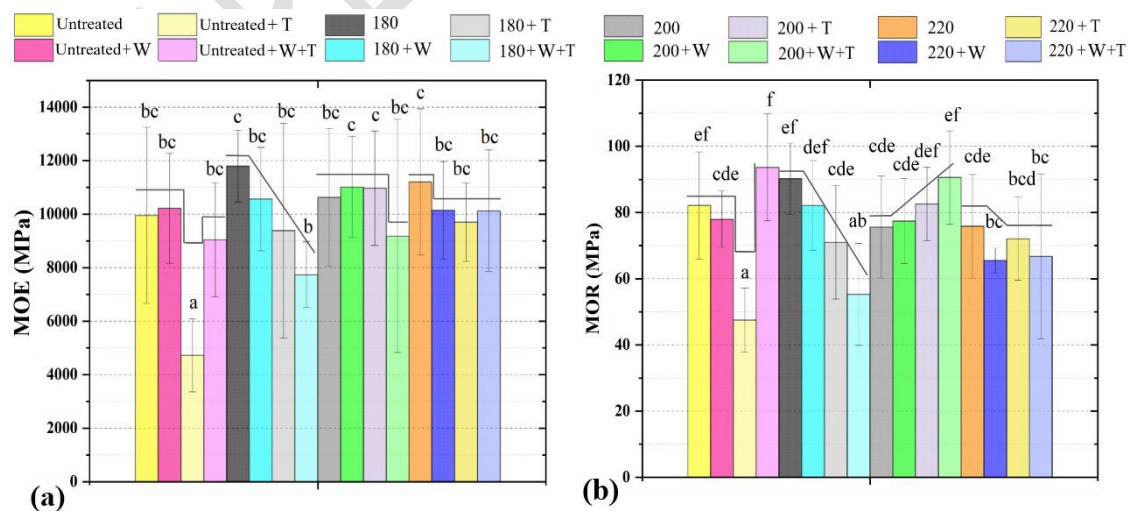 Untreated Untreated+T 180 180+T 200 200+T 220 220+T
Untreated+W Untreated+W+T 180+W 180+W+T 200+W 200+W+T 220+W 220+W+T
MOE (MPa)
14000
12000
10000
8000
6000
4000
2000
0
bc bc a bc c bc bc b bc c c bc c bc bc bc
(a)
MOR (MPa)
120
100
80
60
40
20
0
ef cde a f ef def cde ab cde cde def ef cde bc bcd bc
(b)